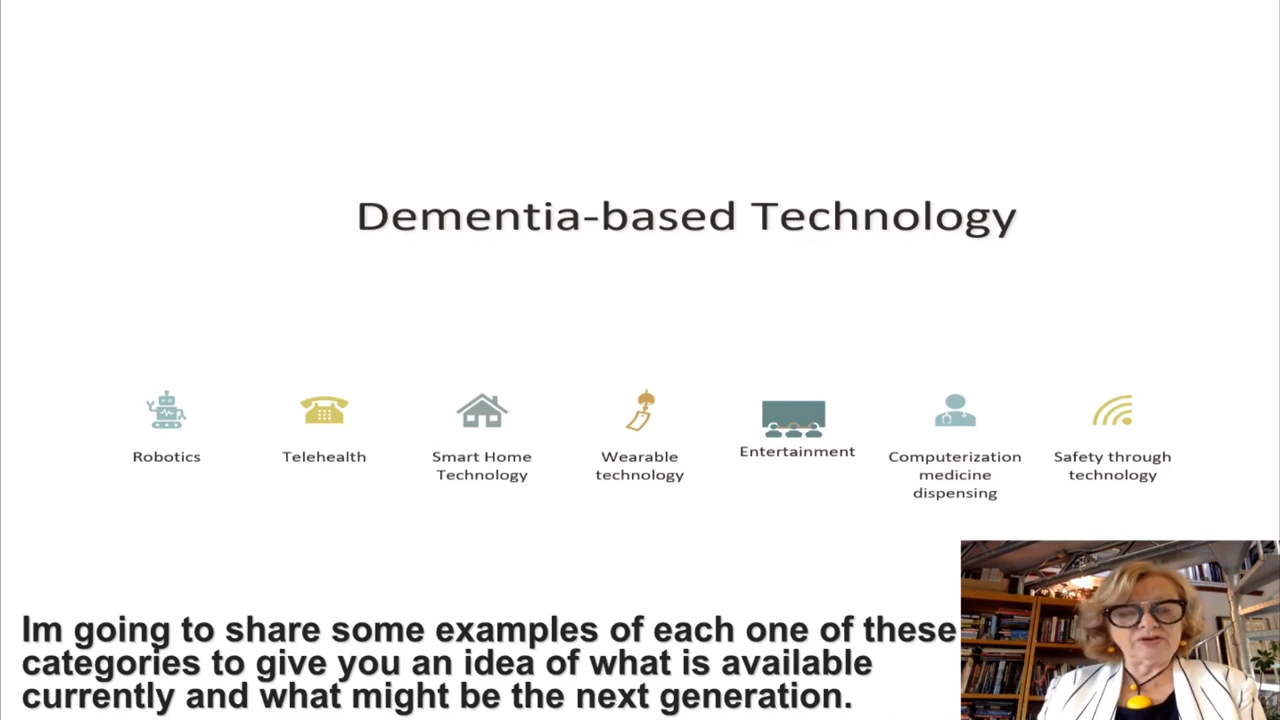 Dementia-based Technology
Robotics
Telehealth
Smart Home
Technology
Wearable
technology
Entertainment
Computerization
medicine
dispensing
Safety through
technology
Im going to share some examples of each one of these
categories to give you an idea of what is available
currently and what might be the next generation.